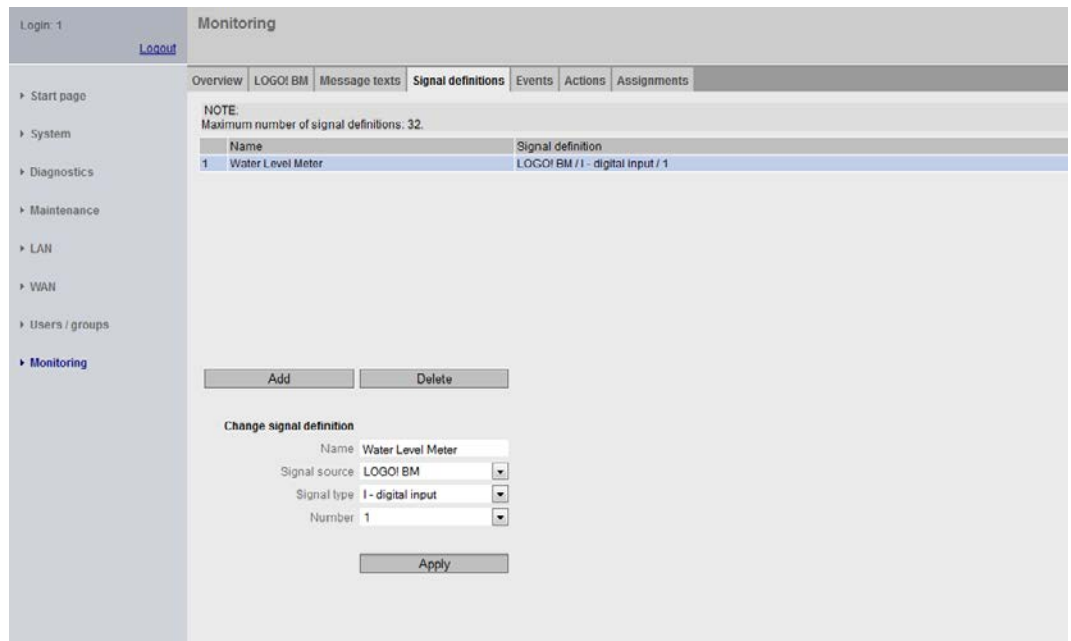 Login: 1
Logout
Monitoring
Overview LOGO! BM Message texts Signal definitions Events Actions Assignments
Start page
System
Diagnostics
Maintenance
LAN
WAN
Users / groups
Monitoring
NOTE:
Maximum number of signal definitions: 32.
Name Signal definition
1 Water Level Meter LOGO! BM / I - digital input / 1
Add Delete
Change signal definition
Name Water Level Meter
Signal source LOGO! BM
Signal type I - digital input
Number 1
Apply